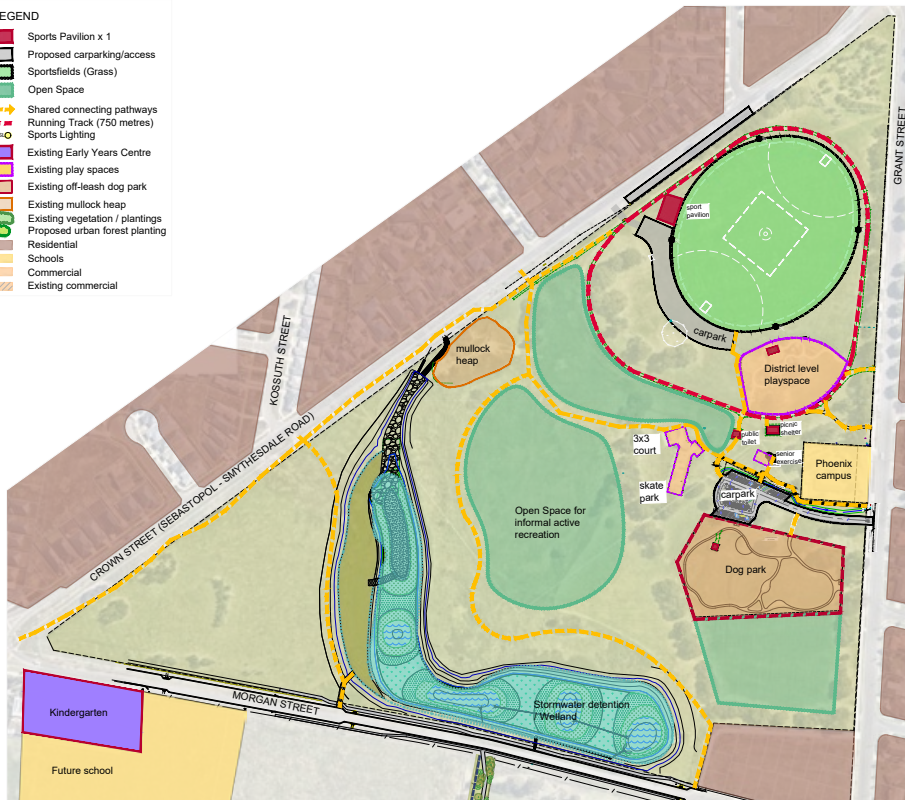 EGEND
Sports Pavilion x 1
Proposed carparking/access
Sportsfields (Grass)
Open Space
Shared connecting pathways
Running Track (750 metres)
Sports Lighting
Existing Early Years Centre
Existing play spaces
Existing off-leash dog park
Existing mullock heap
Existing vegetation / plantings
Proposed urban forest planting
Residential
Schools
Commercial
Existing commercial
GRANT STREET
sport
pavilion
carpark
KOSSUTH STREET
mullock
heap
District level
playspace
CROWN STREET (SEBASTOPOL - SMYTHESDALE ROAD)
3x3
court
public
toilet
picnic
shelter
senior
exercise
Phoenix
campus
skate
park
carpark
Open Space for
informal active
recreation
Dog park
MORGAN STREET
Kindergarten
Stormwater detention
/ Wetland
Future school